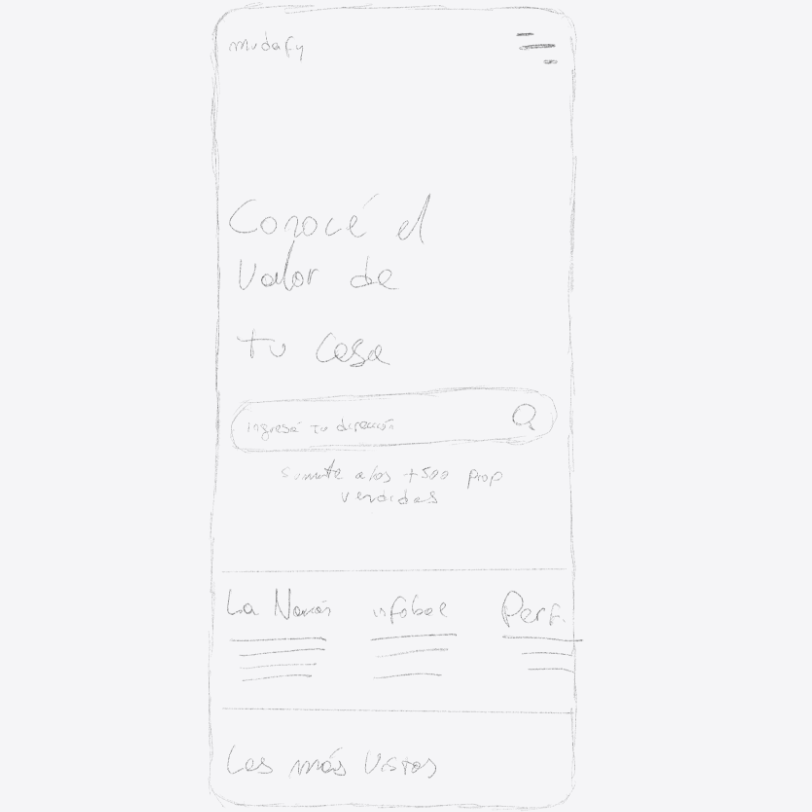 mudafy
Conocé el
Valor de
tu casa
ingresá tu dirección
sumate a las +500 prop
vendidas
La Nación
infobae
Perf.
Las más vistas